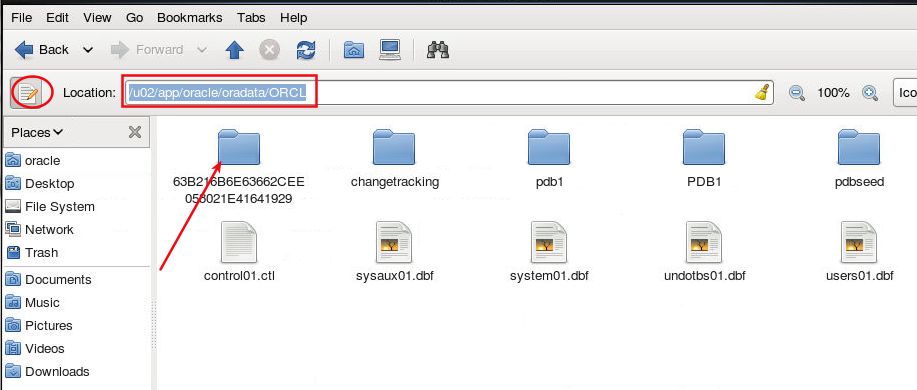 File Edit View Go Bookmarks Tabs Help
Back Forward
Location: /u02/app/oracle/oradata/ORCL 100% Ico
Places
oracle
Desktop
File System
Network
Trash
Documents
Music
Pictures
Videos
Downloads
63B216B6E63662CEE
053021E41641929
changetracking
pdb1
PDB1
pdbseed
control01.ctl
sysaux01.dbf
system01.dbf
undotbs01.dbf
users01.dbf